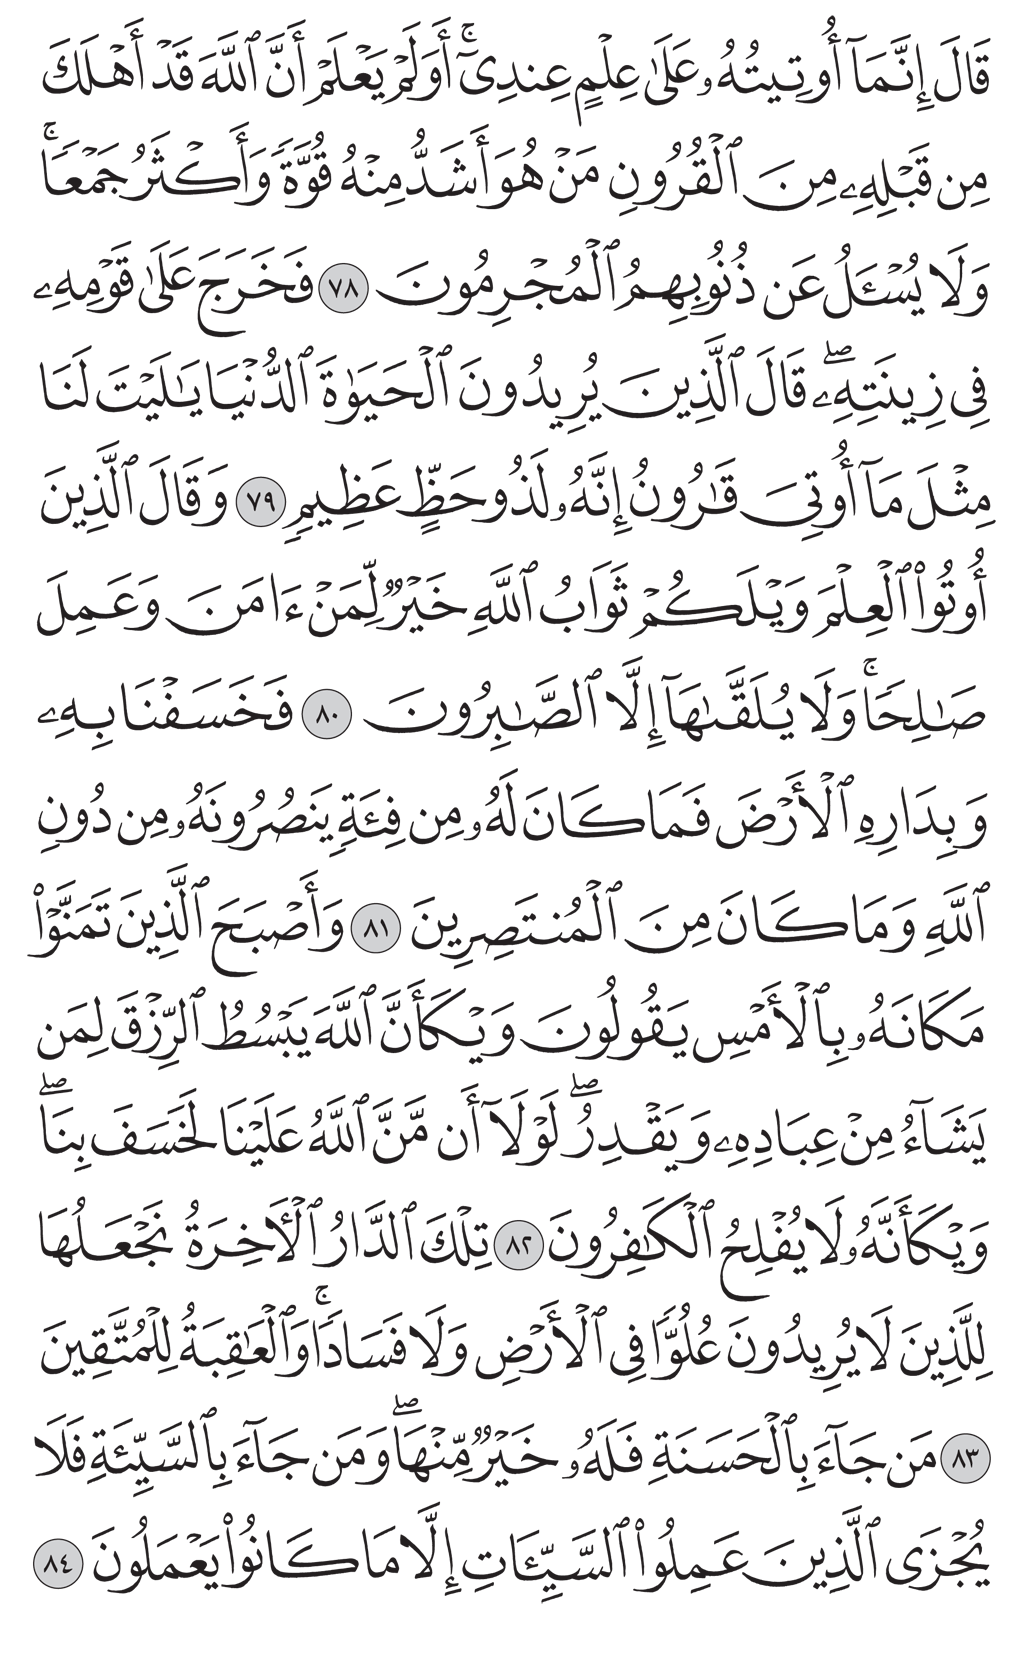 قَالَ إِنَّمَآ أُوتِيتُهُۥ عَلَىٰ عِلۡمٍ عِندِيٓۚ أَوَلَمۡ يَعۡلَمۡ أَنَّ ٱللَّهَ قَدۡ أَهۡلَكَ
مِن قَبۡلِهِۦ مِنَ ٱلۡقُرُونِ مَنۡ هُوَ أَشَدُّ مِنۡهُ قُوَّةٗ وَأَكۡثَرُ جَمۡعٗاۚ
وَلَا يُسۡـَٔلُ عَن ذُنُوبِهِمُ ٱلۡمُجۡرِمُونَ ٧٨ فَخَرَجَ عَلَىٰ قَوۡمِهِۦ
فِي زِينَتِهِۦۖ قَالَ ٱلَّذِينَ يُرِيدُونَ ٱلۡحَيَوٰةَ ٱلدُّنۡيَا يَٰلَيۡتَ لَنَا
مِثۡلَ مَآ أُوتِيَ قَٰرُونُ إِنَّهُۥ لَذُو حَظٍّ عَظِيمٖ ٧٩ وَقَالَ ٱلَّذِينَ
أُوتُواْ ٱلۡعِلۡمَ وَيۡلَكُمۡ ثَوَابُ ٱللَّهِ خَيۡرٞ لِّمَنۡ ءَامَنَ وَعَمِلَ
صَٰلِحٗاۚ وَلَا يُلَقَّىٰهَآ إِلَّا ٱلصَّٰبِرُونَ ٨٠ فَخَسَفۡنَا بِهِۦ
وَبِدَارِهِ ٱلۡأَرۡضَ فَمَا كَانَ لَهُۥ مِن فِئَةٖ يَنصُرُونَهُۥ مِن دُونِ
ٱللَّهِ وَمَا كَانَ مِنَ ٱلۡمُنتَصِرِينَ ٨١ وَأَصۡبَحَ ٱلَّذِينَ تَمَنَّوۡاْ
مَكَانَهُۥ بِٱلۡأَمۡسِ يَقُولُونَ وَيۡكَأَنَّ ٱللَّهَ يَبۡسُطُ ٱلرِّزۡقَ لِمَن
يَشَآءُ مِنۡ عِبَادِهِۦ وَيَقۡدِرُۖ لَوۡلَآ أَن مَّنَّ ٱللَّهُ عَلَيۡنَا لَخَسَفَ بِنَاۖ
وَيۡكَأَنَّهُۥ لَا يُفۡلِحُ ٱلۡكَٰفِرُونَ ٨٢ تِلۡكَ ٱلدَّارُ ٱلۡأٓخِرَةُ نَجۡعَلُهَا
لِلَّذِينَ لَا يُرِيدُونَ عُلُوّٗا فِي ٱلۡأَرۡضِ وَلَا فَسَادٗاۚ وَٱلۡعَٰقِبَةُ لِلۡمُتَّقِينَ
٨٣ مَن جَآءَ بِٱلۡحَسَنَةِ فَلَهُۥ خَيۡرٞ مِّنۡهَاۖ وَمَن جَآءَ بِٱلسَّيِّئَةِ فَلَا
يُجۡزَى ٱلَّذِينَ عَمِلُواْ ٱلسَّيِّـَٔاتِ إِلَّا مَا كَانُواْ يَعۡمَلُونَ ٨٤